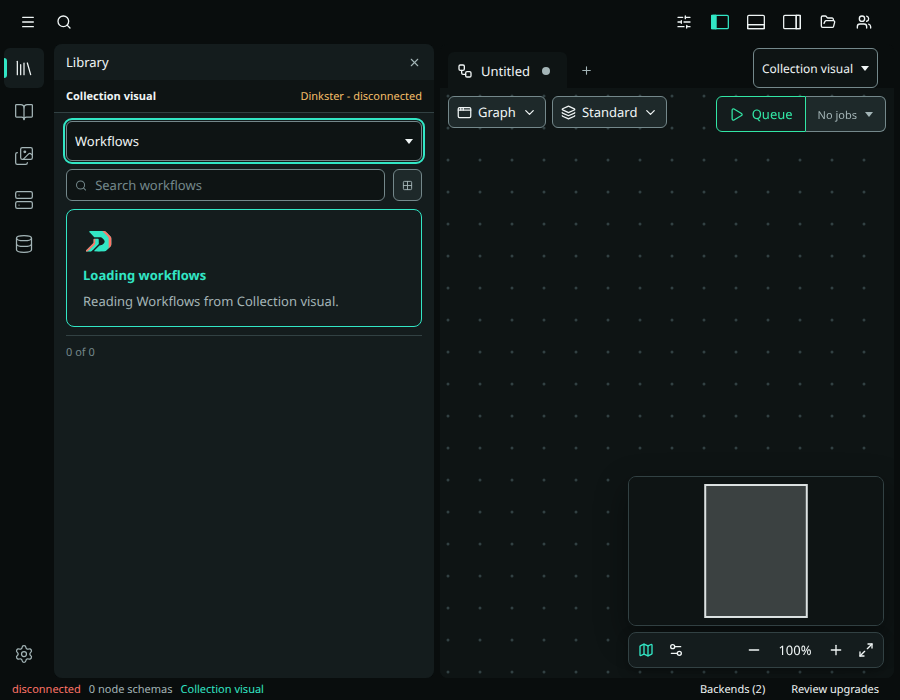 Library
Collection visual
Dinkster - disconnected
Workflows
Search workflows
Loading workflows
Reading Workflows from Collection visual.
0 of 0
Untitled
Collection visual
Graph
Standard
Queue
No jobs
100%
disconnected
0 node schemas
Collection visual
Backends (2)
Review upgrades